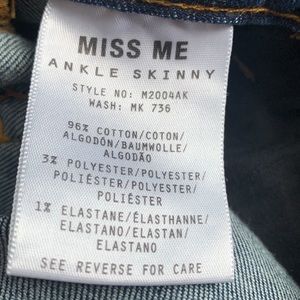 MISS ME
ANKLE SKINNY
STYLE NO: M2004AK
WASH: MK 736
96% COTTON/COTON/
ALGODÓN/BAUMWOLLE/
ALGODÃO
3% POLYESTER/POLYESTER/
POLIÉSTER/POLYESTER/
POLIÉSTER
1% ELASTANE/ÉLASTHANNE/
ELASTANO/ELASTAN/
ELASTANO
SEE REVERSE FOR CARE